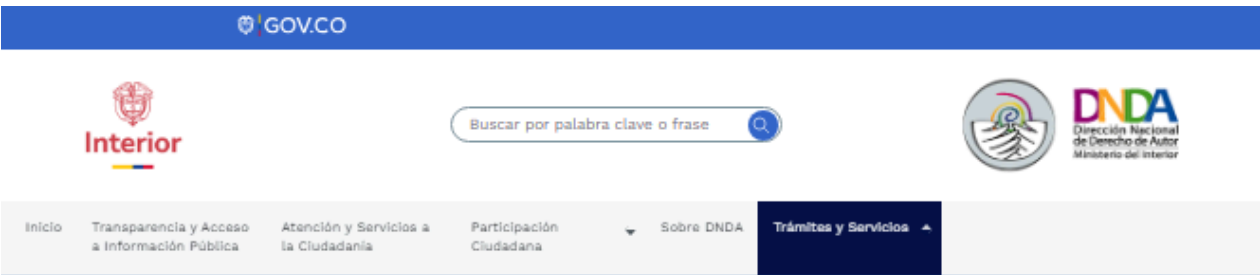 GOV.CO
Interior
Buscar por palabra clave o frase
DNDA
Dirección Nacional
de Derecho de Autor
Ministerio del Interior
Inicio
Transparencia y Acceso
a Información Pública
Atención y Servicios a
la Ciudadanía
Participación
Ciudadana
Sobre DNDA
Trámites y Servicios